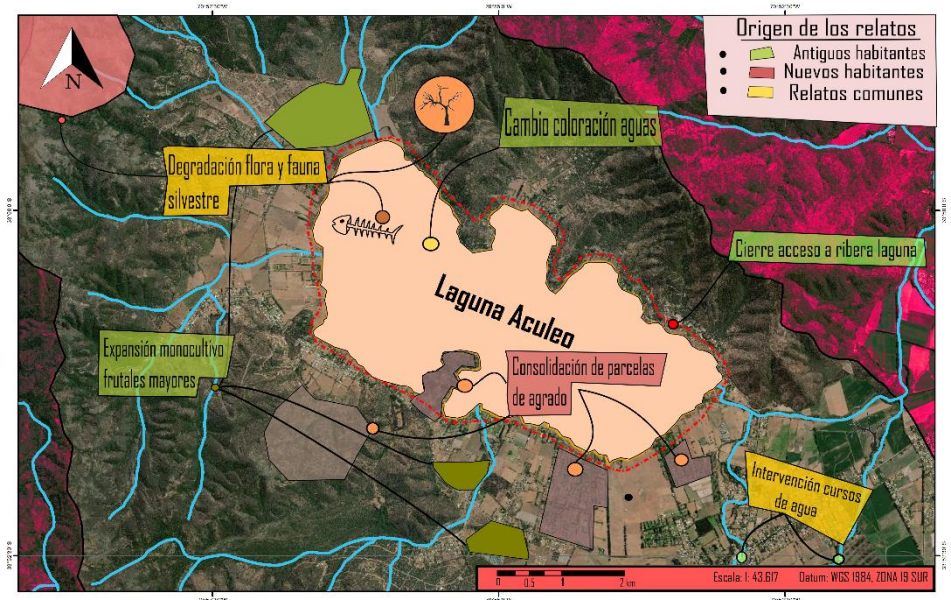 N
Origen de los relatos
Antiguos habitantes
Nuevos habitantes
Relatos comunes
Cambio coloración aguas
Degradación flora y fauna
silvestre
Cierre acceso a ribera laguna
Laguna Aculeo
Expansión monocultivo
frutales mayores
Consolidación de parcelas
de agrado
Intervención cursos
de agua
0 0.5 1 2 km
Escala: 1: 43.617 Datum: WGS 1984, ZONA 19 SUR